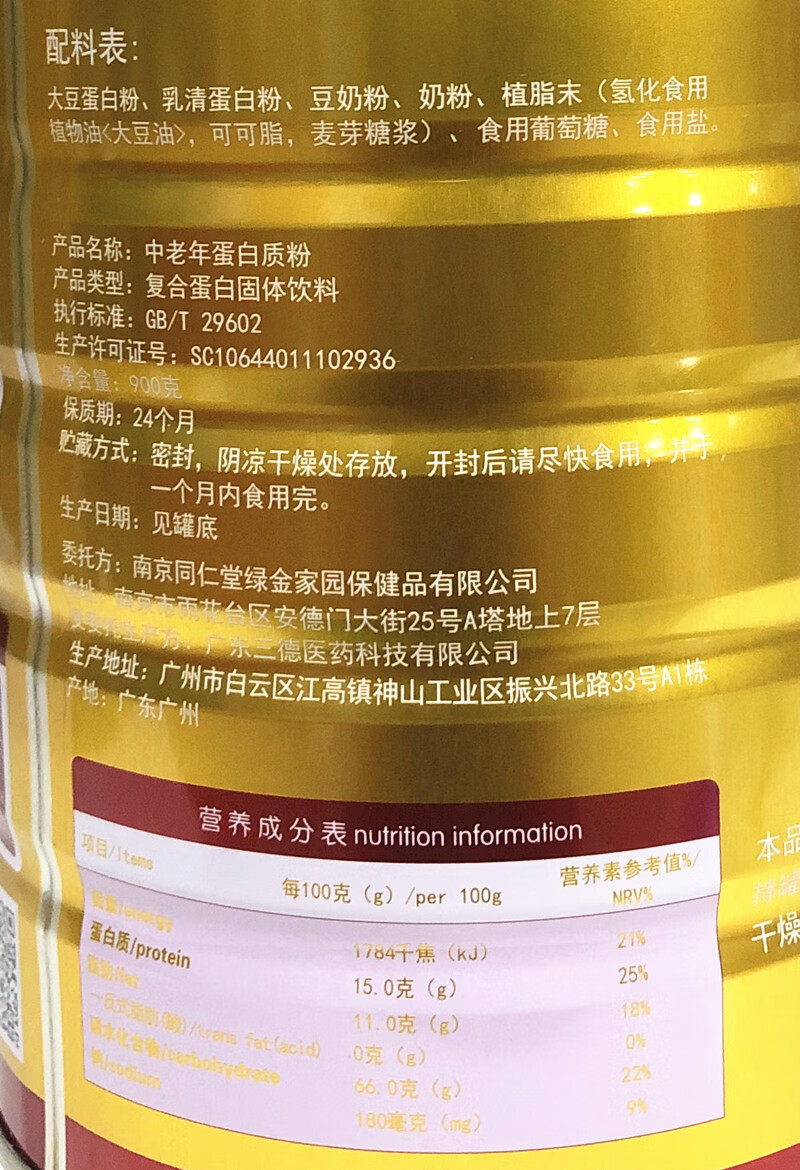 配料表：
大豆蛋白粉、乳清蛋白粉、豆奶粉、奶粉、植脂末（氢化食用
植物油<大豆油>，可可脂，麦芽糖浆）、食用葡萄糖、食用盐。
产品名称：中老年蛋白质粉
产品类型：复合蛋白固体饮料
执行标准：GB/T 29602
生产许可证号：SC10644011102936
净含量：900克
保质期：24个月
贮藏方式：密封，阴凉干燥处存放，开封后请尽快食用，并于
一个月内食用完。
生产日期：见罐底
委托方：南京同仁堂绿金家园保健品有限公司
地址：南京市雨花台区安德门大街25号A塔地上7层
受委托生产方：广东三德医药科技有限公司
生产地址：广州市白云区江高镇神山工业区振兴北路33号A1栋
产地：广东广州
营养成分表 nutrition information
项目/Items 每100克（g）/per 100g 营养素参考值%/
NRV%
能量/energy 1784千焦（kJ） 21%
蛋白质/protein 15.0克（g） 25%
脂肪/fat 11.0克（g） 18%
—反式脂肪(酸)/trans fat(acid) 0克（g） 0%
碳水化合物/carbohydrate 66.0克（g） 22%
钠/sodium 180毫克（mg） 9%
本品
干燥